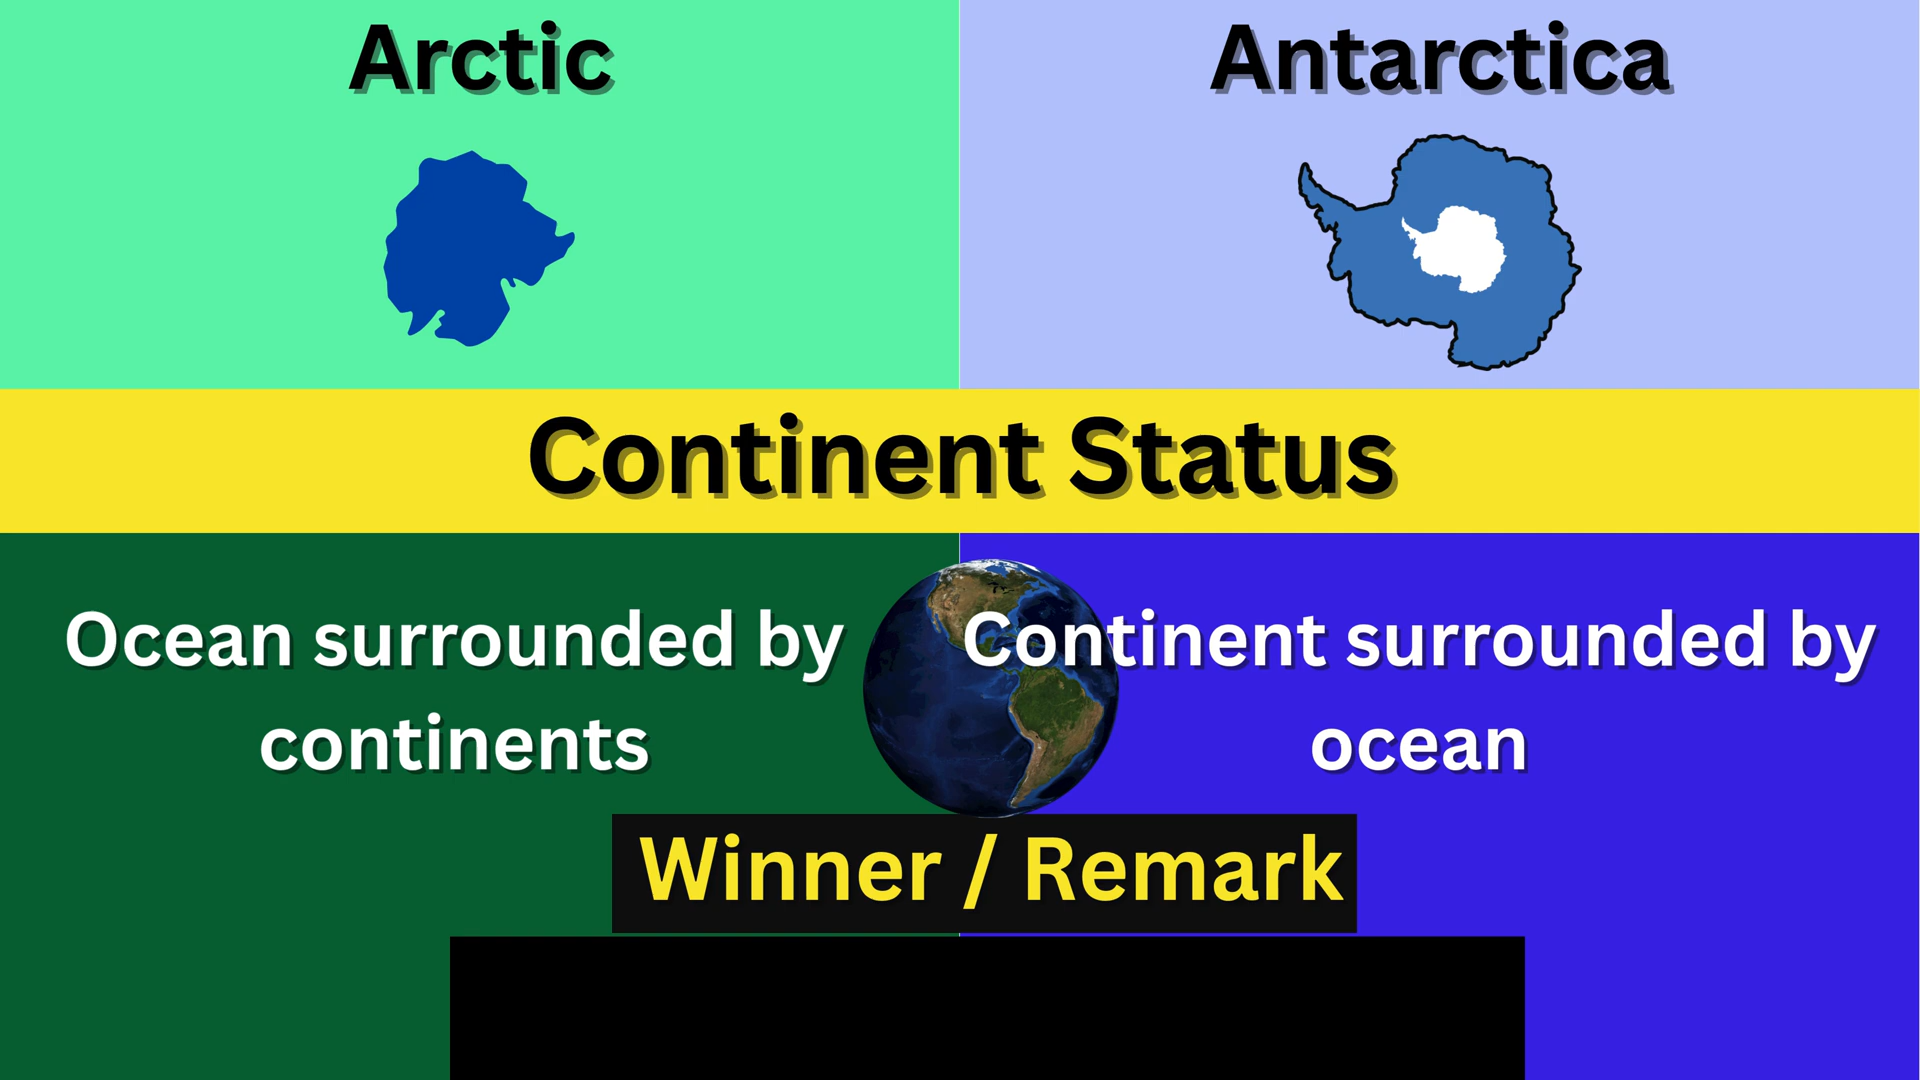 Arctic
Antarctica
Continent Status
Ocean surrounded by
continents
Continent surrounded by
ocean
Winner / Remark